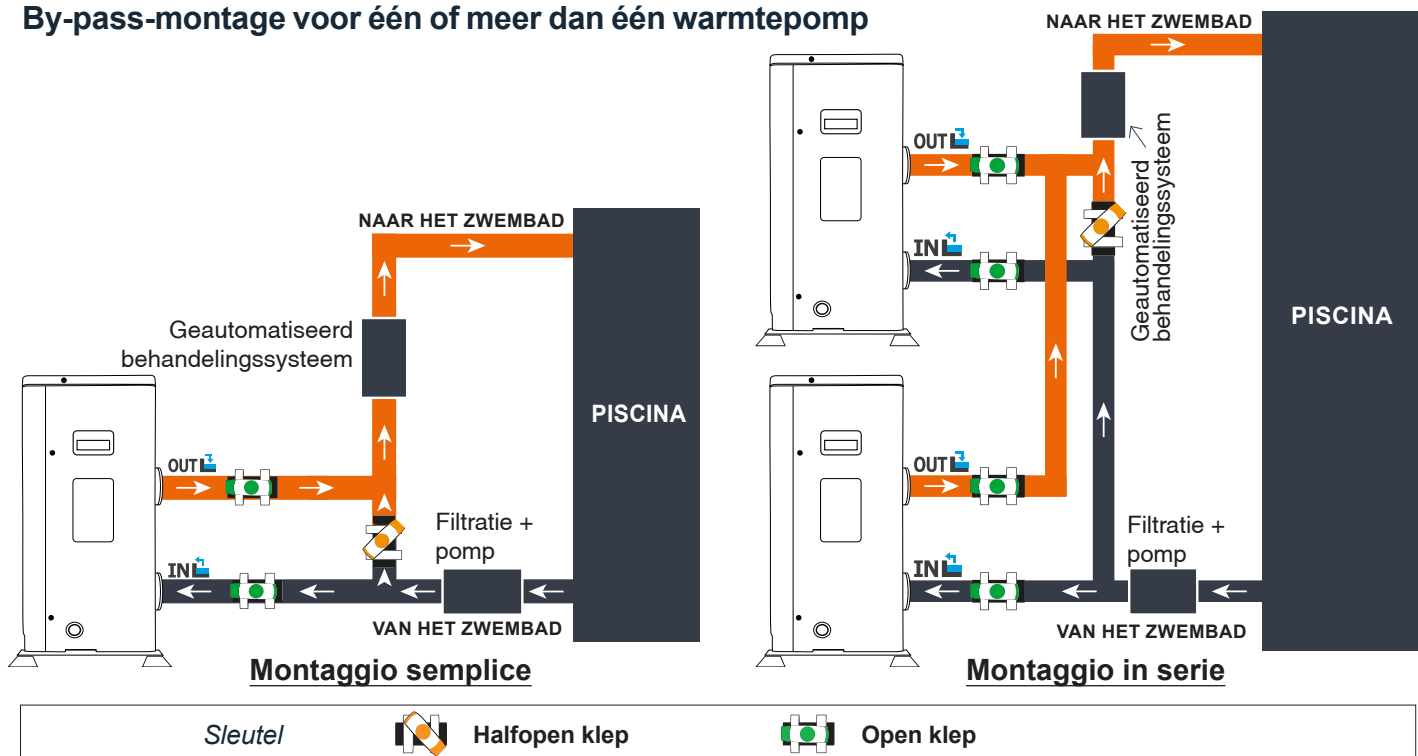 By-pass-montage voor één of meer dan één warmtepomp
NAAR HET ZWEMBAD
Geautomatiseerd
behandelingssysteem
PISCINA
OUT
IN
Filtratie +
pomp
VAN HET ZWEMBAD
Montaggio semplice
NAAR HET ZWEMBAD
OUT
IN
Geautomatiseerd
behandelingssysteem
PISCINA
OUT
IN
Filtratie +
pomp
VAN HET ZWEMBAD
Montaggio in serie
Sleutel
Halfopen klep
Open klep